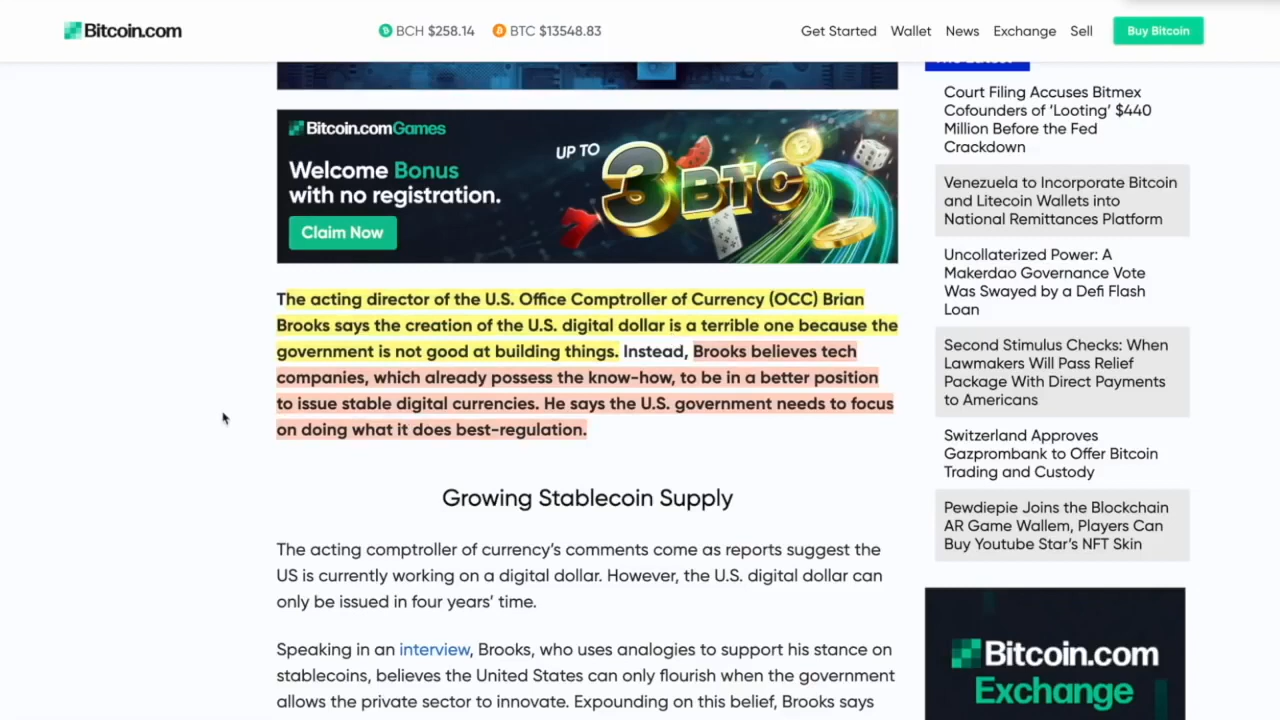 Bitcoin.com
BCH $258.14
BTC $13548.83
Get Started
Wallet
News
Exchange
Sell
Buy Bitcoin
Bitcoin.comGames
Welcome Bonus
with no registration.
Claim Now
UP TO
3 BTC
The acting director of the U.S. Office Comptroller of Currency (OCC) Brian
Brooks says the creation of the U.S. digital dollar is a terrible one because the
government is not good at building things. Instead, Brooks believes tech
companies, which already possess the know-how, to be in a better position
to issue stable digital currencies. He says the U.S. government needs to focus
on doing what it does best-regulation.
Growing Stablecoin Supply
The acting comptroller of currency’s comments come as reports suggest the
US is currently working on a digital dollar. However, the U.S. digital dollar can
only be issued in four years’ time.
Speaking in an interview, Brooks, who uses analogies to support his stance on
stablecoins, believes the United States can only flourish when the government
allows the private sector to innovate. Expounding on this belief, Brooks says
Court Filing Accuses Bitmex
Cofounders of ‘Looting’ $440
Million Before the Fed
Crackdown
Venezuela to Incorporate Bitcoin
and Litecoin Wallets into
National Remittances Platform
Uncollaterized Power: A
Makerdao Governance Vote
Was Swayed by a Defi Flash
Loan
Second Stimulus Checks: When
Lawmakers Will Pass Relief
Package With Direct Payments
to Americans
Switzerland Approves
Gazprombank to Offer Bitcoin
Trading and Custody
Pewdiepie Joins the Blockchain
AR Game Wallem, Players Can
Buy Youtube Star’s NFT Skin
Bitcoin.com
Exchange